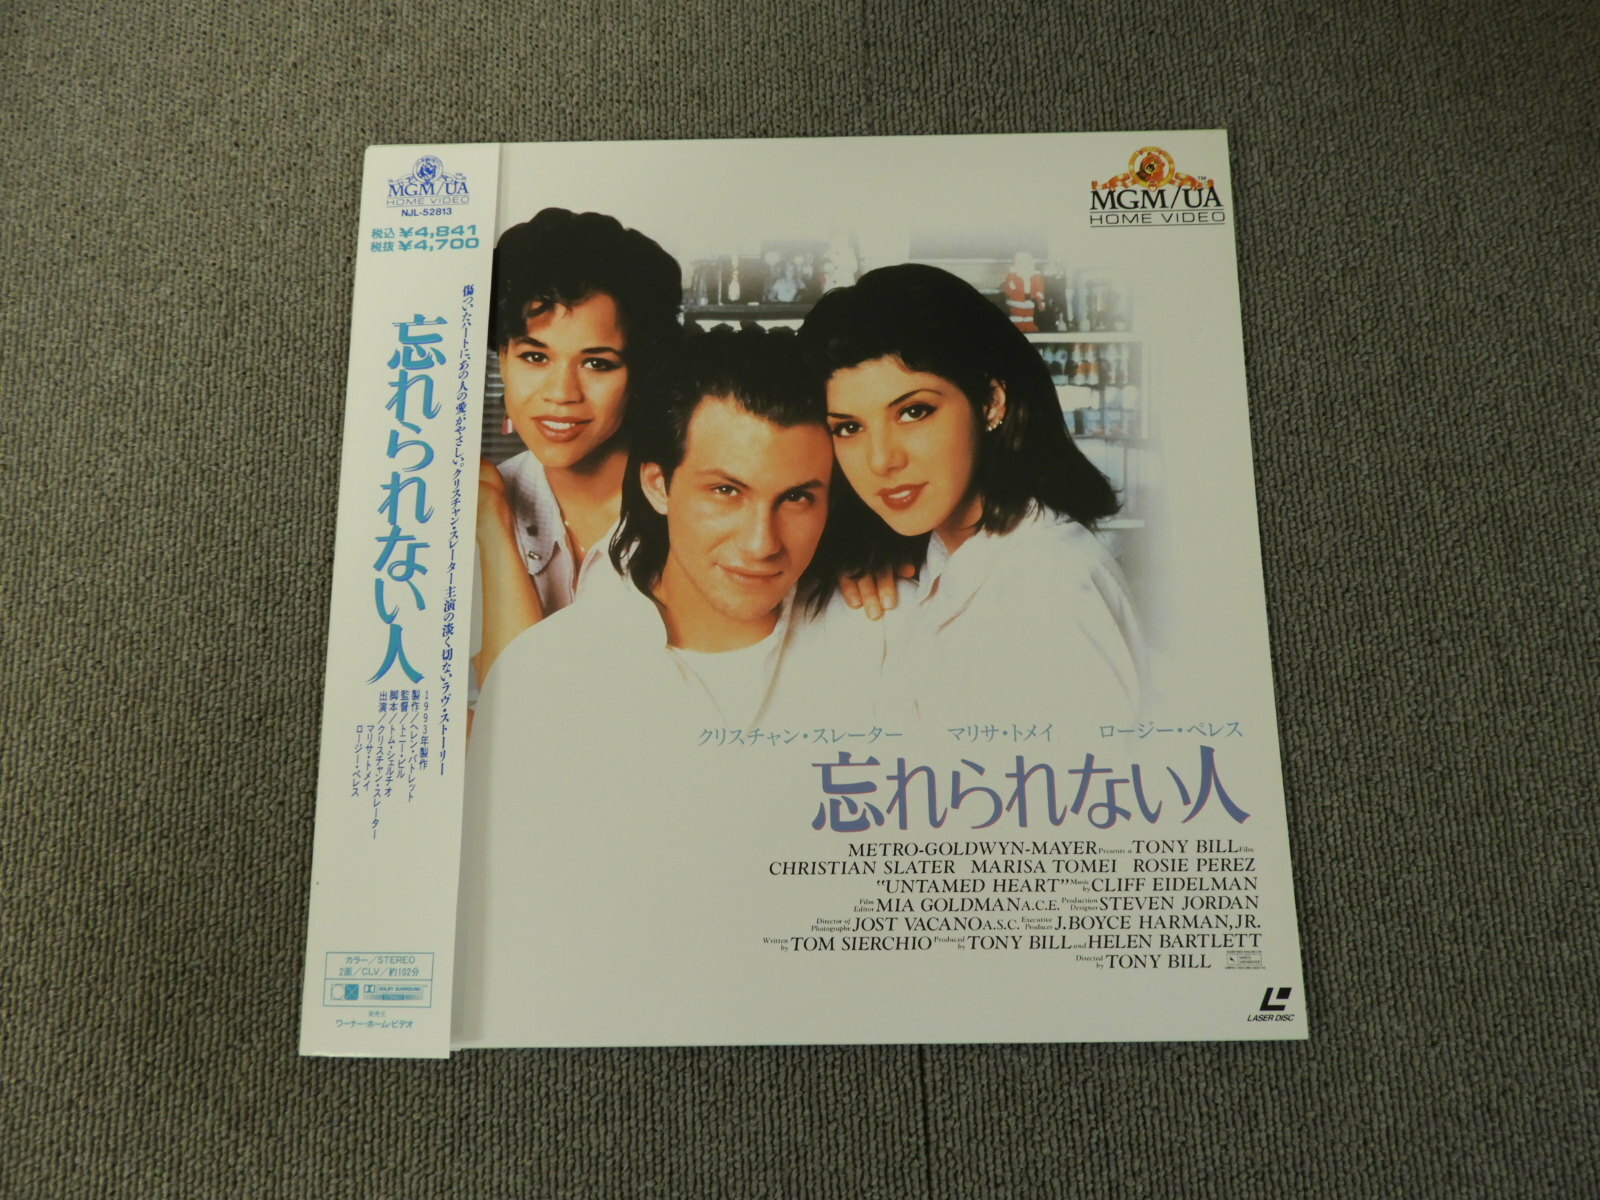 MGM/UA
HOME VIDEO
NJL-52813
税込 ¥4,841
税抜 ¥4,700
傷ついたハートに、あの人の愛がやさしい。クリスチャン・スレーター主演の淡く切ないラヴ・ストーリー
忘れられない人
1993年製作
製作/ヘレン・バトレット
監督/トニー・ビル
脚本/トム・シェルチオ
出演/クリスチャン・スレーター
マリサ・トメイ
ロージー・ペレス
カラー/STEREO
2面/CLV/約102分
DOLBY SURROUND
STEREO
発売元
ワーナー・ホーム・ビデオ
MGM/UA
TM
HOME VIDEO
クリスチャン・スレーター マリサ・トメイ ロージー・ペレス
忘れられない人
METRO-GOLDWYN-MAYER Presents a TONY BILL Film
CHRISTIAN SLATER MARISA TOMEI ROSIE PEREZ
"UNTAMED HEART" Music by CLIFF EIDELMAN
Film Editor MIA GOLDMAN A.C.E. Production Designer STEVEN JORDAN
Director of Photography JOST VACANO A.S.C. Executive Producer J.BOYCE HARMAN,JR.
Written by TOM SIERCHIO Produced by TONY BILL and HELEN BARTLETT
Directed by TONY BILL
LASER DISC